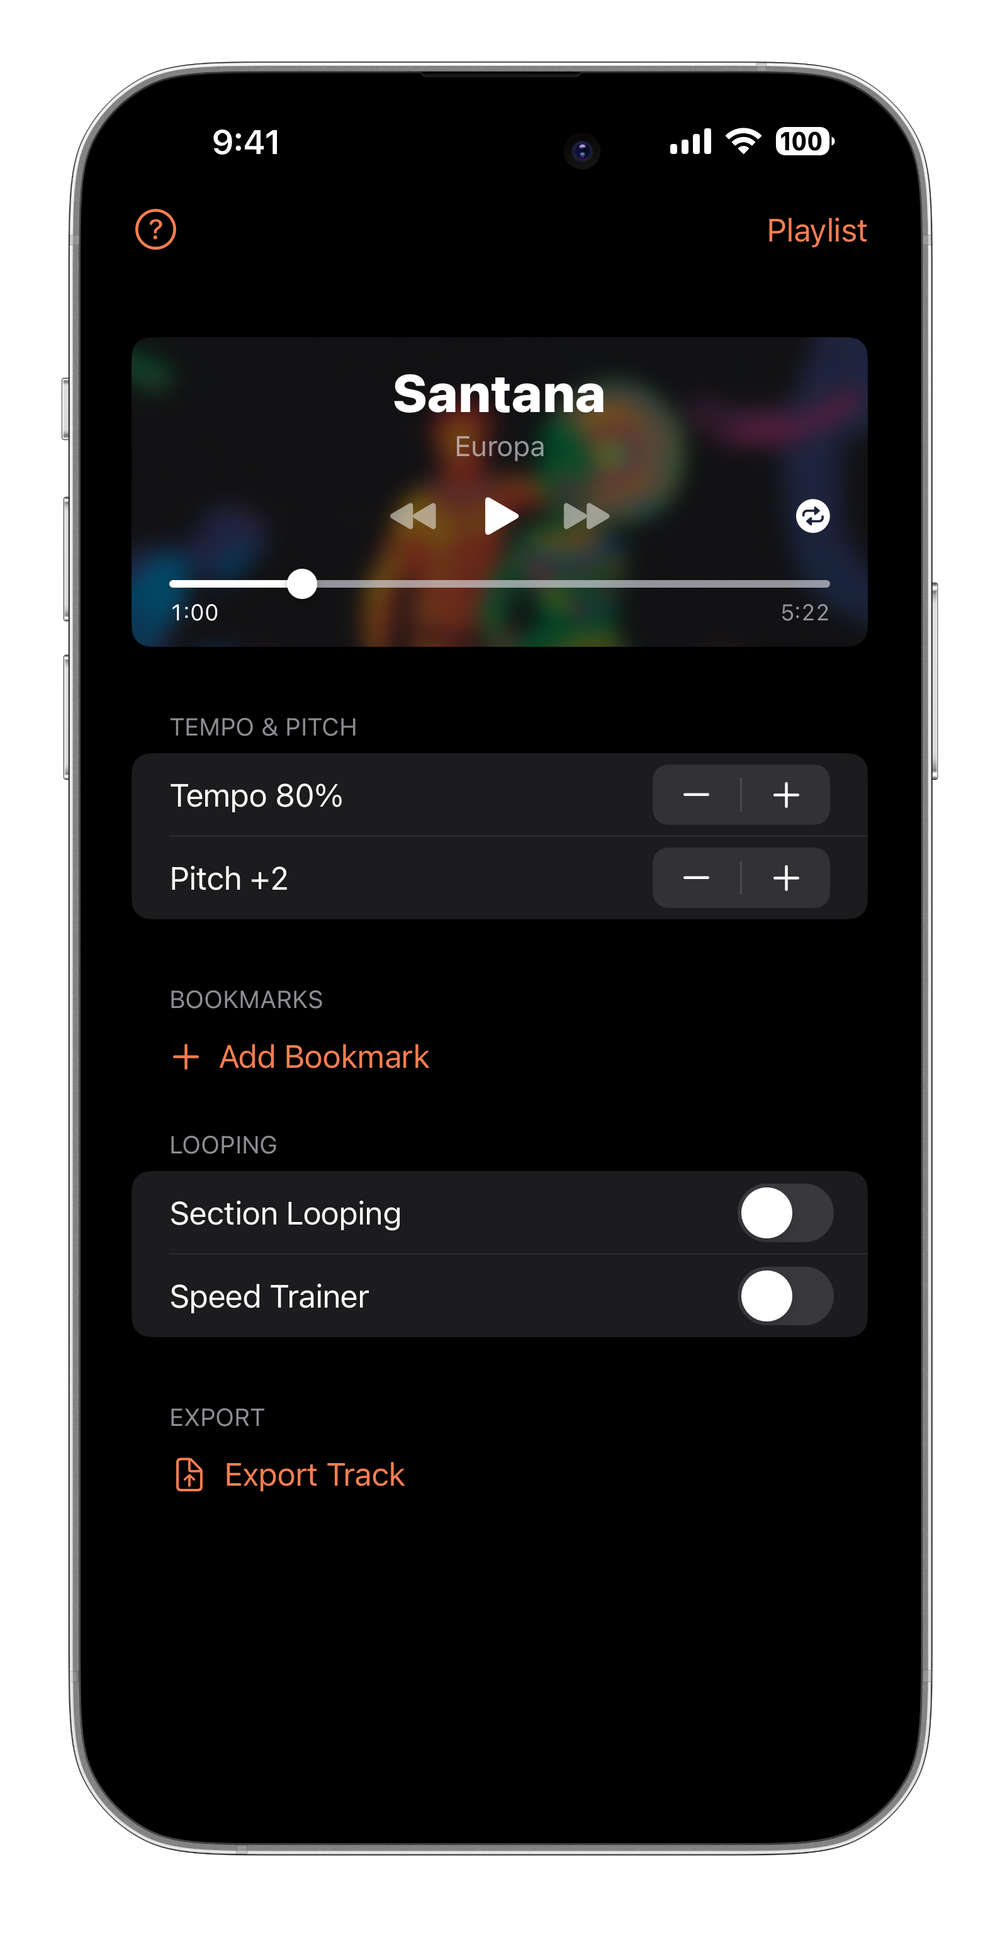 9:41
100
?
Playlist
Santana
Europa
1:00
5:22
TEMPO & PITCH
Tempo 80%
Pitch +2
BOOKMARKS
+ Add Bookmark
LOOPING
Section Looping
Speed Trainer
EXPORT
Export Track